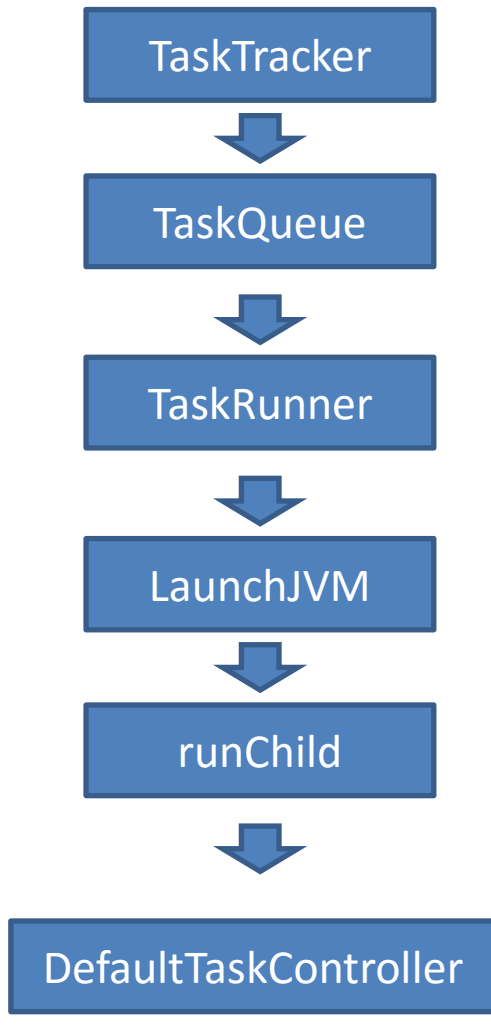 TaskTracker
TaskQueue
TaskRunner
LaunchJVM
runChild
DefaultTaskController